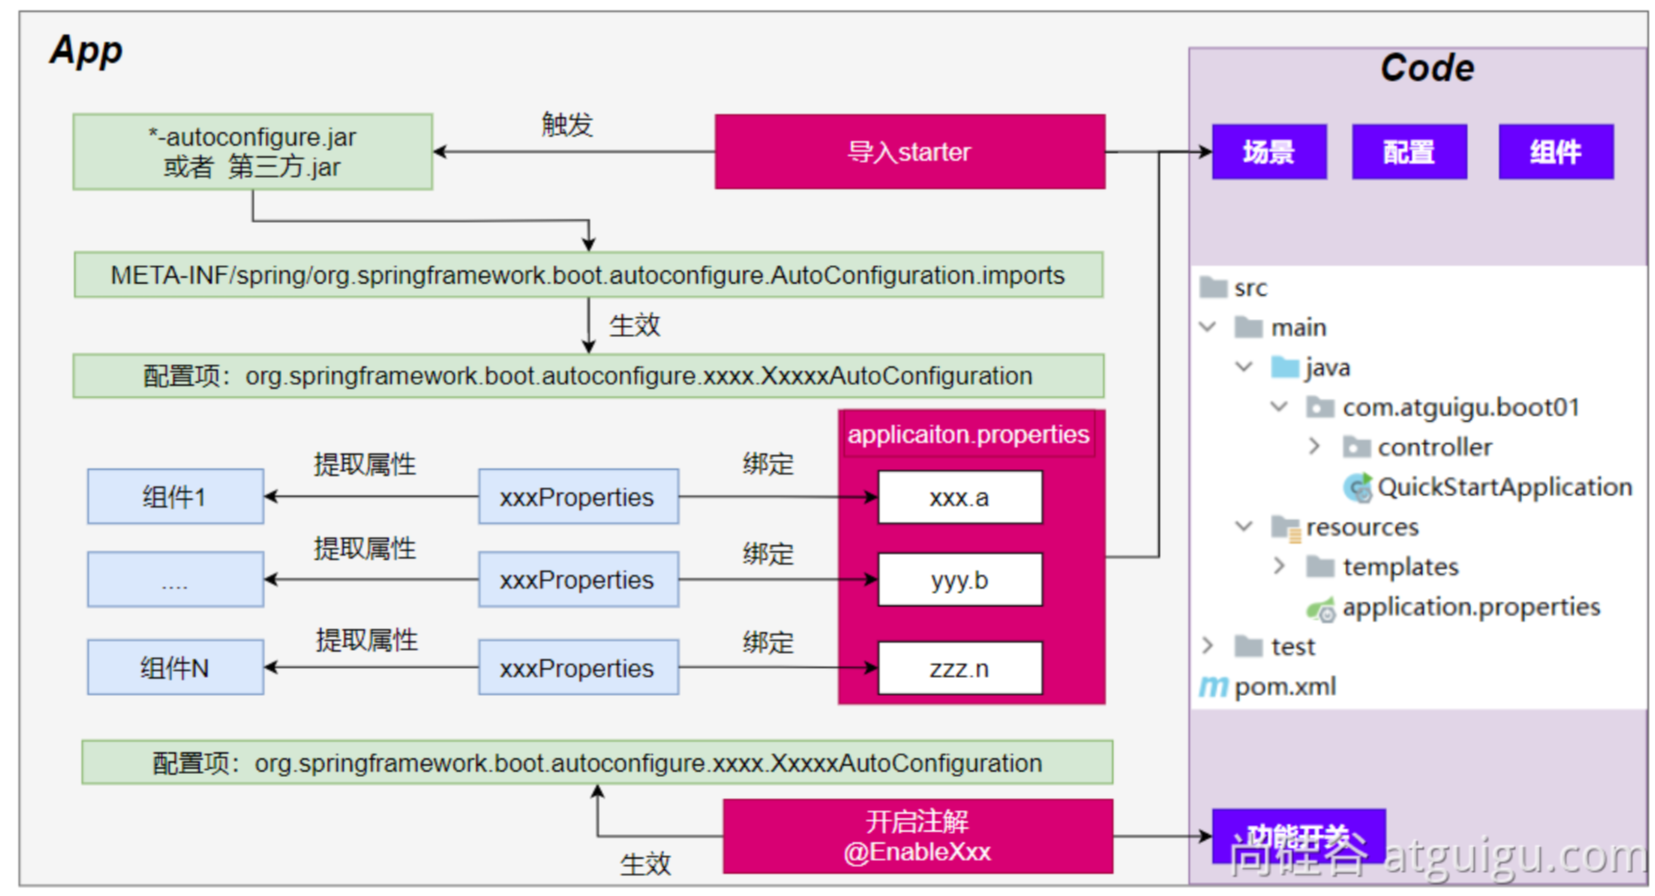 App
Code
*-autoconfigure.jar
或者 第三方.jar
触发
导入starter
场景
配置
组件
META-INF/spring/org.springframework.boot.autoconfigure.AutoConfiguration.imports
生效
配置项：org.springframework.boot.autoconfigure.xxxx.XxxxxAutoConfiguration
applicaiton.properties
组件1
提取属性
xxxProperties
绑定
xxx.a
....
提取属性
xxxProperties
绑定
yyy.b
组件N
提取属性
xxxProperties
绑定
zzz.n
配置项：org.springframework.boot.autoconfigure.xxxx.XxxxxAutoConfiguration
生效
开启注解
@EnableXxx
src
main
java
com.atguigu.boot01
controller
QuickStartApplication
resources
templates
application.properties
test
pom.xml
功能开关
尚硅谷 atguigu.com